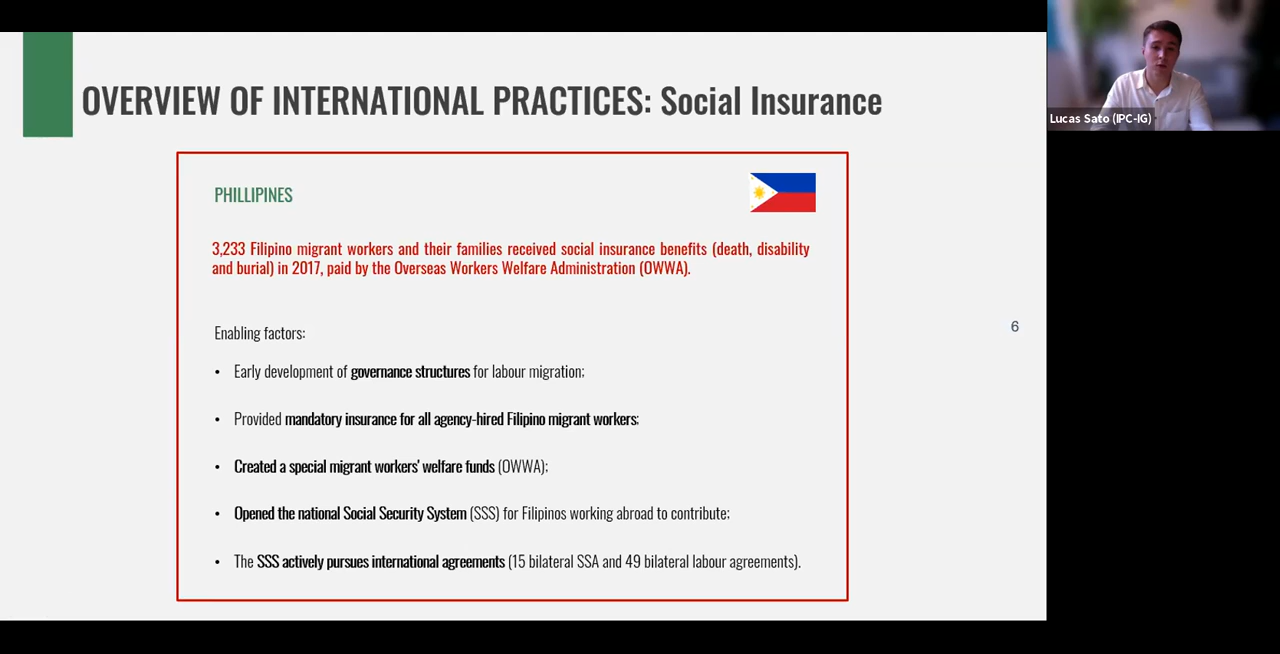 OVERVIEW OF INTERNATIONAL PRACTICES: Social Insurance
Lucas Sato (IPC-IG)
PHILLIPINES
3,233 Filipino migrant workers and their families received social insurance benefits (death, disability
and burial) in 2017, paid by the Overseas Workers Welfare Administration (OWWA).
Enabling factors:
• Early development of governance structures for labour migration;
• Provided mandatory insurance for all agency-hired Filipino migrant workers;
• Created a special migrant workers' welfare funds (OWWA);
• Opened the national Social Security System (SSS) for Filipinos working abroad to contribute;
• The SSS actively pursues international agreements (15 bilateral SSA and 49 bilateral labour agreements).
6